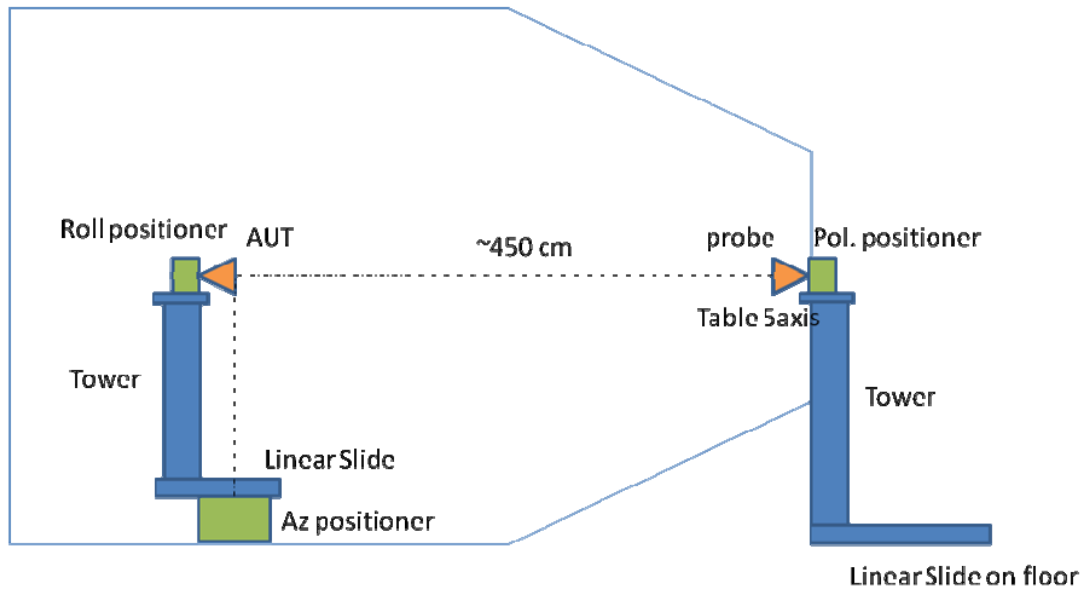 Roll positioner
AUT
~450 cm
probe
Pol. positioner
Table 5axis
Tower
Tower
Linear Slide
Az positioner
Linear Slide on floor